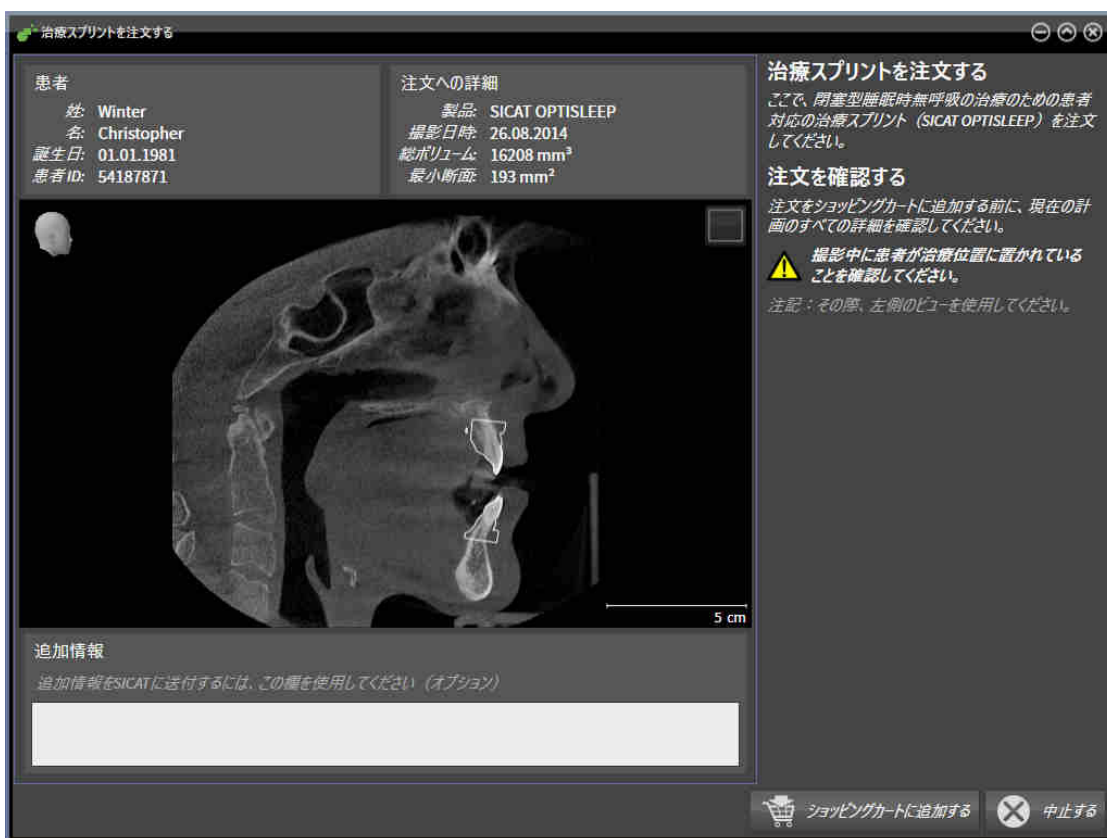 治療スプリントを注文する
患者
姓: Winter
名: Christopher
誕生日: 01.01.1981
患者ID: 54187871
注文への詳細
製品: SICAT OPTISLEEP
撮影日時: 26.08.2014
総ボリューム: 16208 mm³
最小断面: 193 mm²
5 cm
追加情報
追加情報をSICATに送付するには、この欄を使用してください（オプション）
治療スプリントを注文する
ここで、閉塞型睡眠時無呼吸の治療のための患者
対応の治療スプリント（SICAT OPTISLEEP）を注文
してください。
注文を確認する
注文をショッピングカートに追加する前に、現在の計
画のすべての詳細を確認してください。
撮影中に患者が治療位置に置かれている
ことを確認してください。
注記：その際、左側のビューを使用してください。
ショッピングカートに追加する
中止する